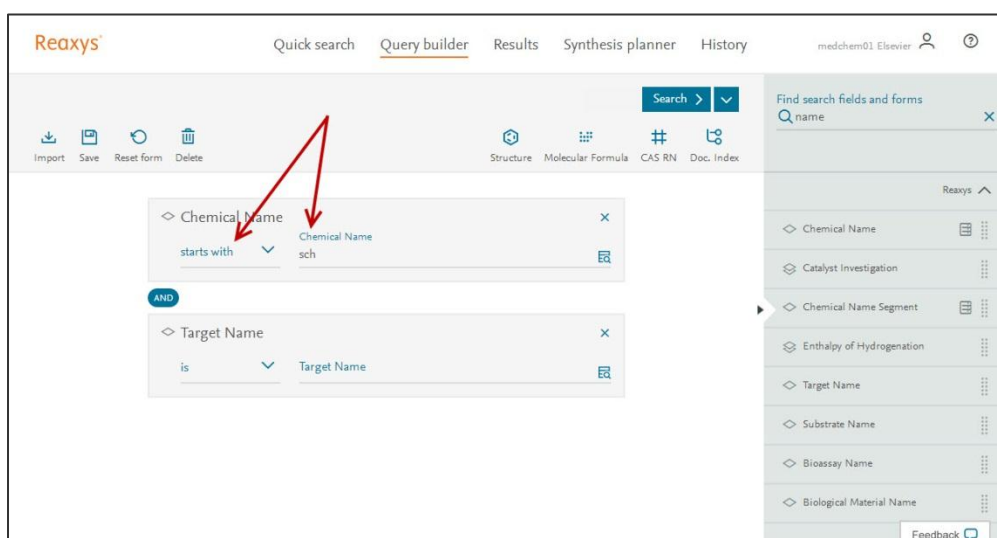 Reaxys
Quick search Query builder Results Synthesis planner History
medchem01 Elsevier
Search
Import Save Reset form Delete
Structure Molecular Formula CAS RN Doc. Index
Chemical Name
starts with
Chemical Name
sch
AND
Target Name
is
Target Name
Find search fields and forms
name
Reaxys
Chemical Name
Catalyst Investigation
Chemical Name Segment
Enthalpy of Hydrogenation
Target Name
Substrate Name
Bioassay Name
Biological Material Name
Feedback